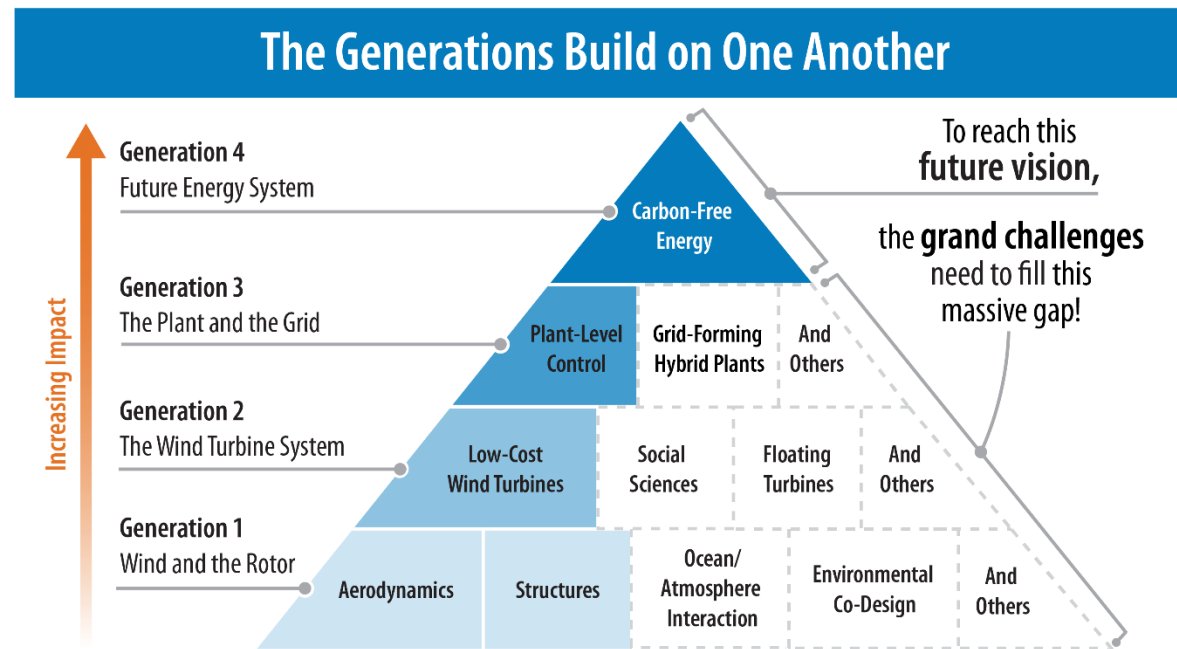 The Generations Build on One Another
Increasing Impact
Generation 4
Future Energy System
Carbon-Free
Energy
To reach this
future vision,
the grand challenges
need to fill this
massive gap!
Generation 3
The Plant and the Grid
Plant-Level
Control
Grid-Forming
Hybrid Plants
And
Others
Generation 2
The Wind Turbine System
Low-Cost
Wind Turbines
Social
Sciences
Floating
Turbines
And
Others
Generation 1
Wind and the Rotor
Aerodynamics
Structures
Ocean/
Atmosphere
Interaction
Environmental
Co-Design
And
Others